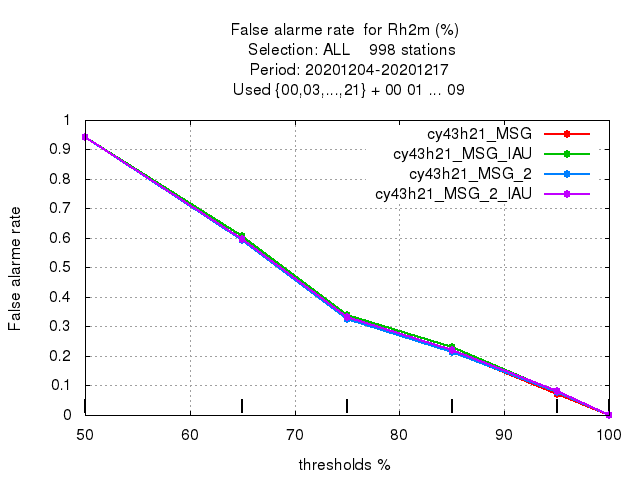 False alarme rate  for Rh2m (%)
Selection: ALL    998 stations
Period: 20201204-20201217
Used {00,03,...,21} + 00 01 ... 09
cy43h21_MSG
cy43h21_MSG_IAU
cy43h21_MSG_2
cy43h21_MSG_2_IAU
False alarme rate
1
0.9
0.8
0.7
0.6
0.5
0.4
0.3
0.2
0.1
0
50 60 70 80 90 100
thresholds %